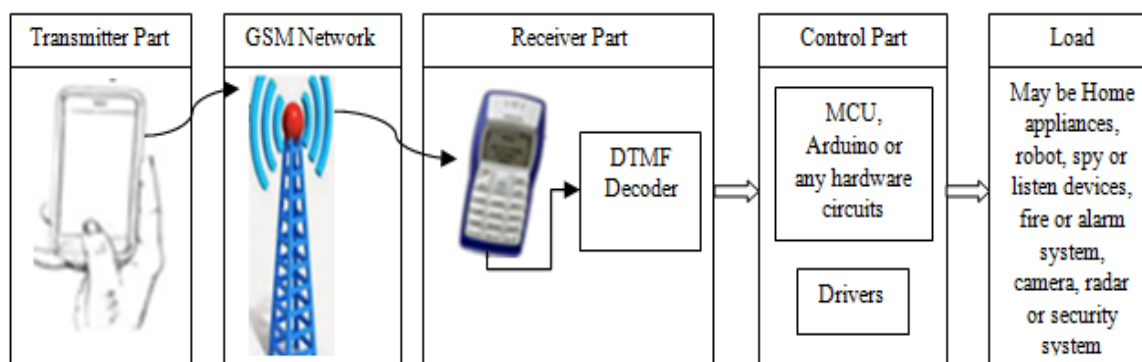 Transmitter Part
GSM Network
Receiver Part
DTMF
Decoder
Control Part
MCU,
Arduino or
any hardware
circuits
Drivers
Load
May be Home
appliances,
robot, spy or
listen devices,
fire or alarm
system,
camera, radar
or security
system